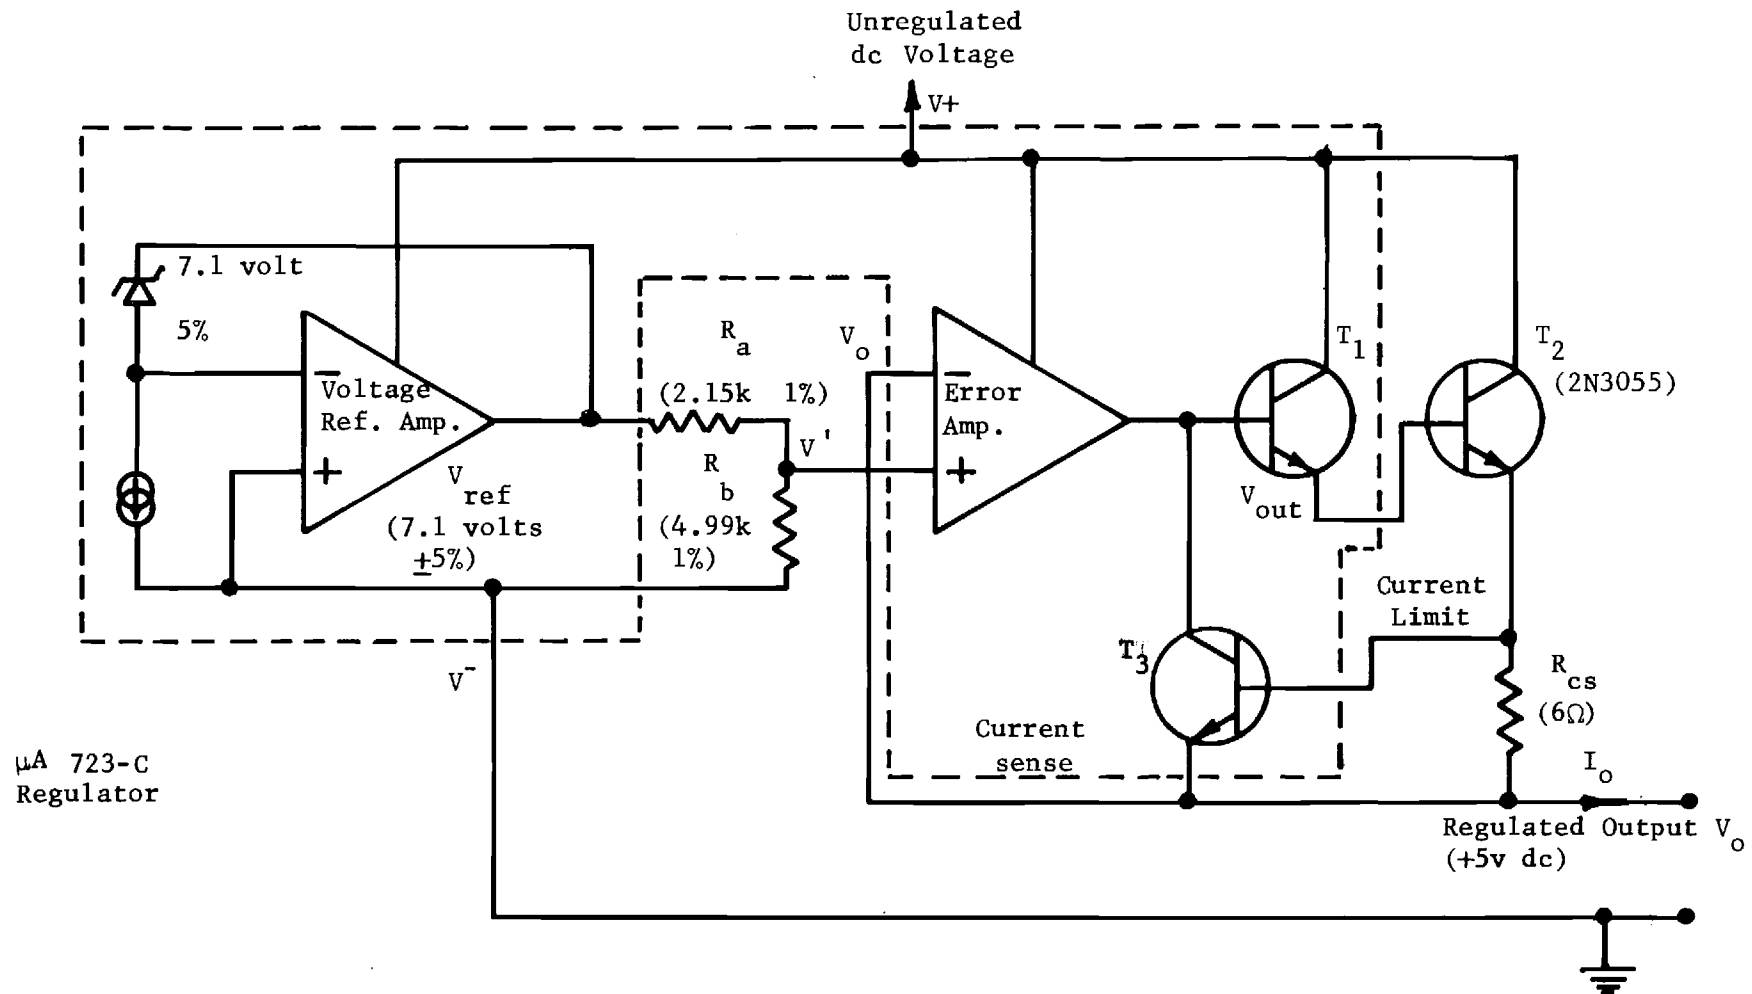 Unregulated
dc Voltage
V+
7.1 volt
5%
Voltage
Ref. Amp.
−
+
V ref
(7.1 volts
±5%)
R a
(2.15k 1%)
R b
(4.99k
1%)
V'
V o
−
Error
Amp.
+
T 1
T 2
(2N3055)
V out
Current
Limit
T 3
R cs
(6Ω)
Current
sense
V-
μA 723-C
Regulator
I o
Regulated Output V o
(+5v dc)